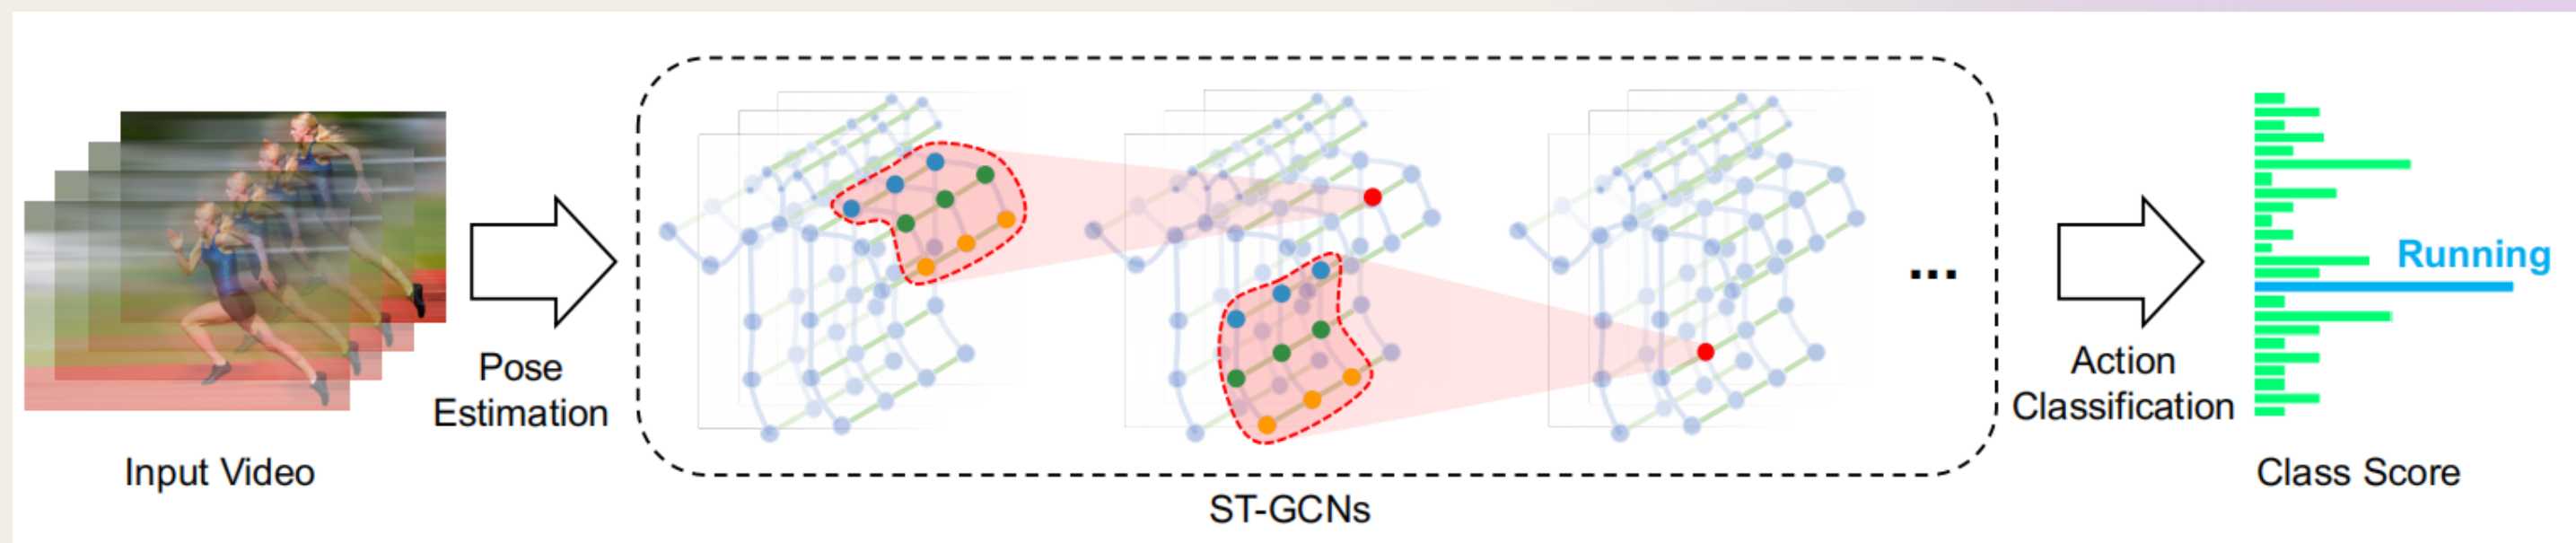 Input Video
Pose
Estimation
ST-GCNs
...
Action
Classification
Running
Class Score